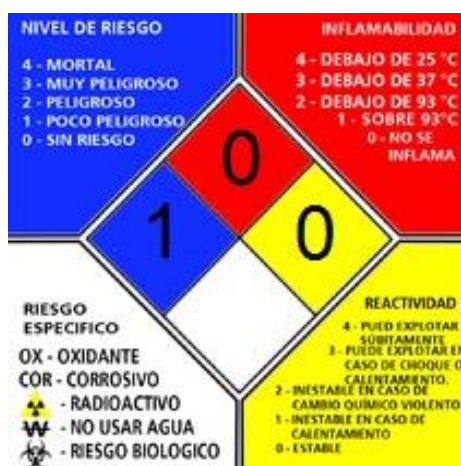 NIVEL DE RIESGO
4 - MORTAL
3 - MUY PELIGROSO
2 - PELIGROSO
1 - POCO PELIGROSO
0 - SIN RIESGO
INFLAMABILIDAD
4 - DEBAJO DE 25 °C
3 - DEBAJO DE 37 °C
2 - DEBAJO DE 93 °C
1 - SOBRE 93°C
0 - NO SE
INFLAMA
0
1
0
RIESGO
ESPECIFICO
OX - OXIDANTE
COR - CORROSIVO
- RADIOACTIVO
W - NO USAR AGUA
- RIESGO BIOLOGICO
REACTIVIDAD
4 - PUED EXPLOTAR
SÚBITAMENTE
3 - PUEDE EXPLOTAR EN
CASO DE CHOQUE O
CALENTAMIENTO.
2 - INESTABLE EN CASO DE
CAMBIO QUÍMICO VIOLENTO
1 - INESTABLE EN CASO DE
CALENTAMIENTO
0 - ESTABLE